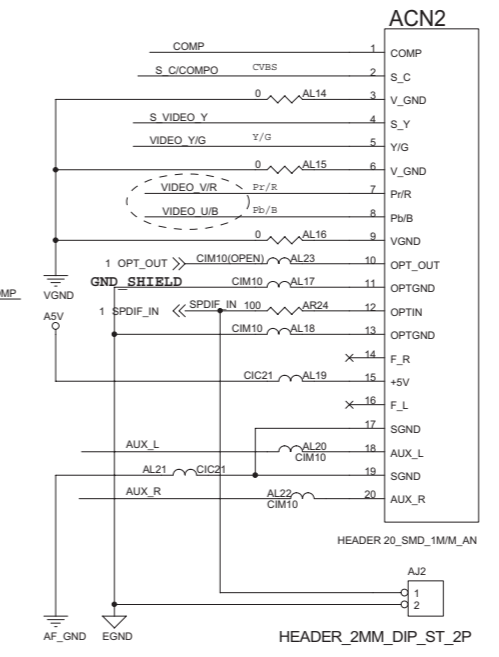 ACN2
COMP 1 COMP
S_C/COMPO CVBS 2 S_C
0 AL14 3 V_GND
S_VIDEO_Y 4 S_Y
VIDEO_Y/G Y/G 5 Y/G
0 AL15 6 V_GND
VIDEO_V/R Pr/R 7 Pr/R
VIDEO_U/B Pb/B 8 Pb/B
0 AL16 9 VGND
1 OPT_OUT CIM10(OPEN) AL23 10 OPT_OUT
VGND GND_SHIELD CIM10 AL17 11 OPTGND
A5V 1 SPDIF_IN SPDIF_IN 100 AR24 12 OPTIN
CIM10 AL18 13 OPTGND
14 F_R
CIC21 AL19 15 +5V
16 F_L
17 SGND
AUX_L AL20 CIM10 18 AUX_L
AL21 CIC21 19 SGND
AUX_R AL22 CIM10 20 AUX_R
HEADER 20_SMD_1M/M_AN
AJ2
1
2
AF_GND EGND HEADER_2MM_DIP_ST_2P